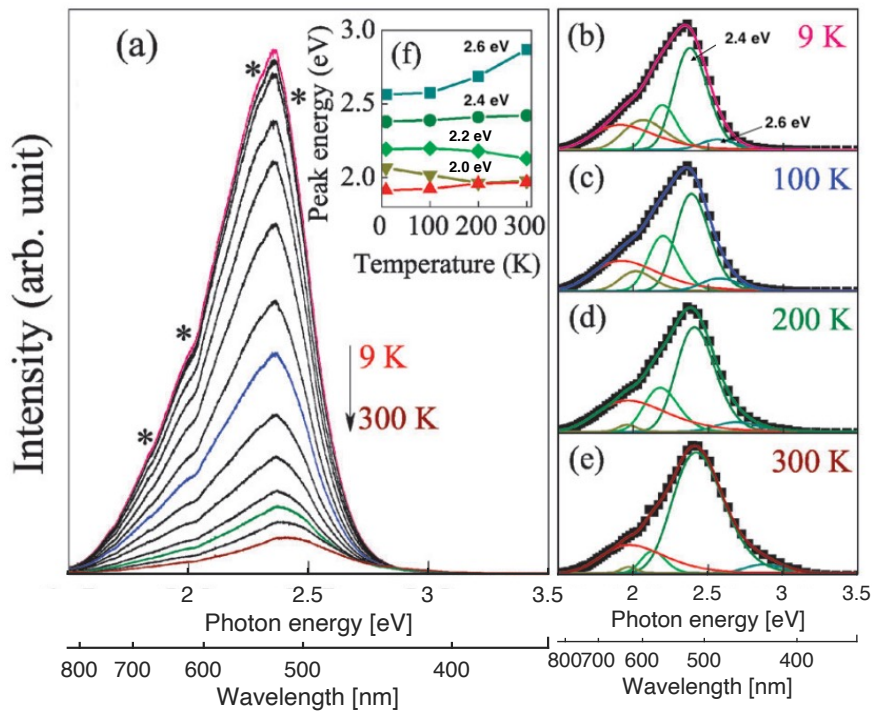 (a)
*
*
*
*
Intensity (arb. unit)
9 K
300 K
2
2.5
3
3.5
Photon energy [eV]
800 700 600 500 400
Wavelength [nm]
(f)
Peak energy (eV)
3.0
2.5
2.0
2.6 eV
2.4 eV
2.2 eV
2.0 eV
0 100 200 300
Temperature (K)
(b) 9 K
2.4 eV
2.6 eV
(c) 100 K
(d) 200 K
(e) 300 K
2 2.5 3 3.5
Photon energy [eV]
800 700 600 500 400
Wavelength [nm]